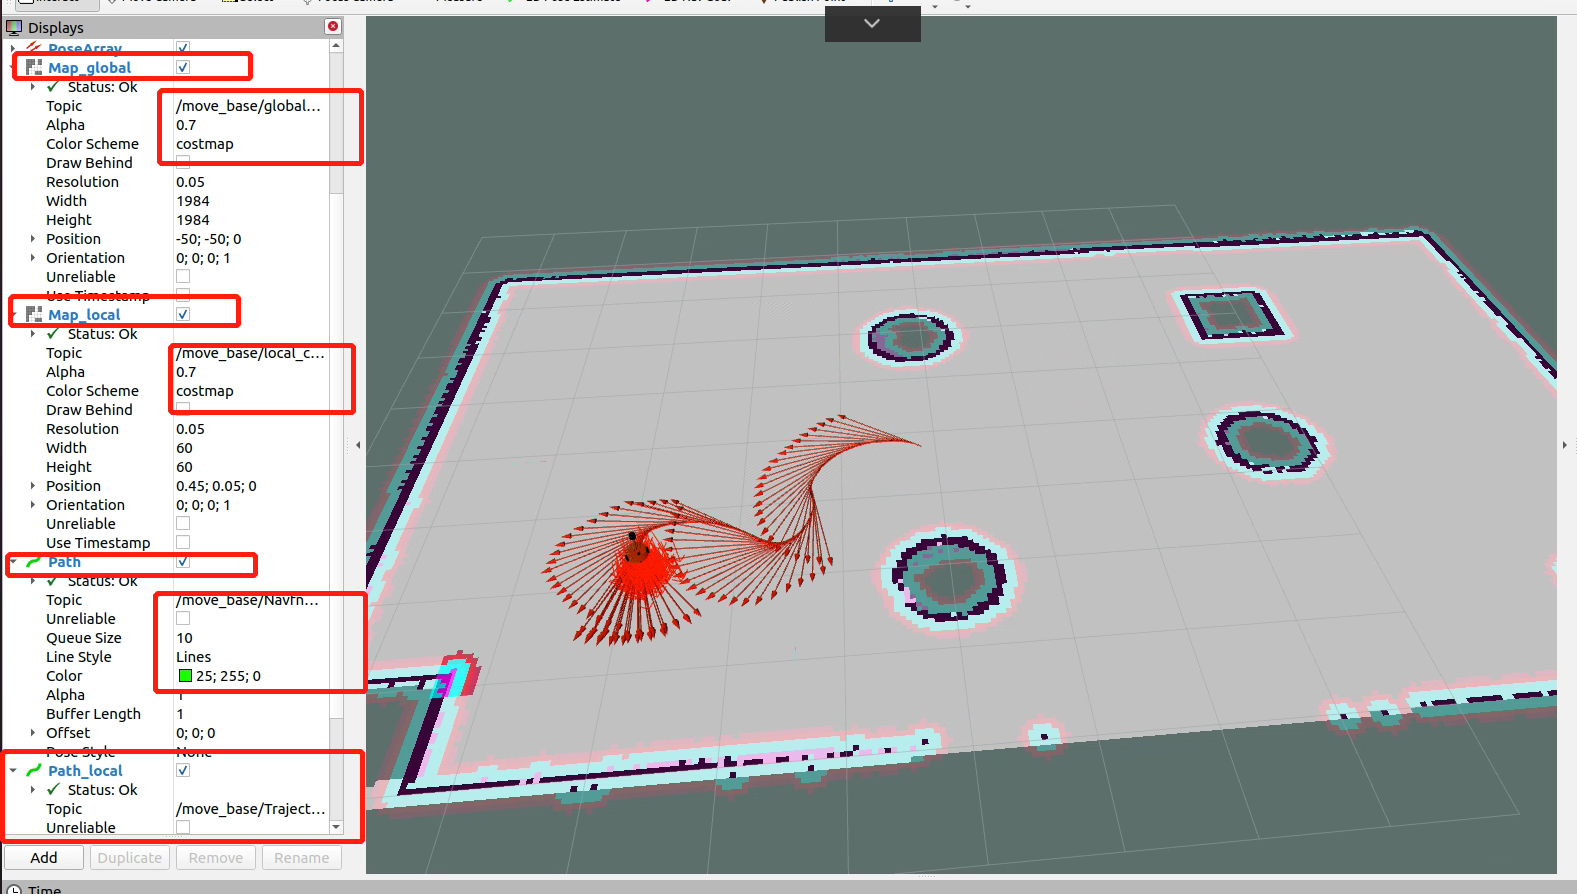 Displays
PoseArray
Map_global
Status: Ok
Topic /move_base/global...
Alpha 0.7
Color Scheme costmap
Draw Behind
Resolution 0.05
Width 1984
Height 1984
Position -50; -50; 0
Orientation 0; 0; 0; 1
Unreliable
Use Timestamp
Map_local
Status: Ok
Topic /move_base/local_c...
Alpha 0.7
Color Scheme costmap
Draw Behind
Resolution 0.05
Width 60
Height 60
Position 0.45; 0.05; 0
Orientation 0; 0; 0; 1
Unreliable
Use Timestamp
Path
Status: Ok
Topic /move_base/Navfn...
Unreliable
Queue Size 10
Line Style Lines
Color 25; 255; 0
Alpha 1
Buffer Length 1
Offset 0; 0; 0
Pose Style None
Path_local
Status: Ok
Topic /move_base/Traject...
Unreliable
Add Duplicate Remove Rename
Time